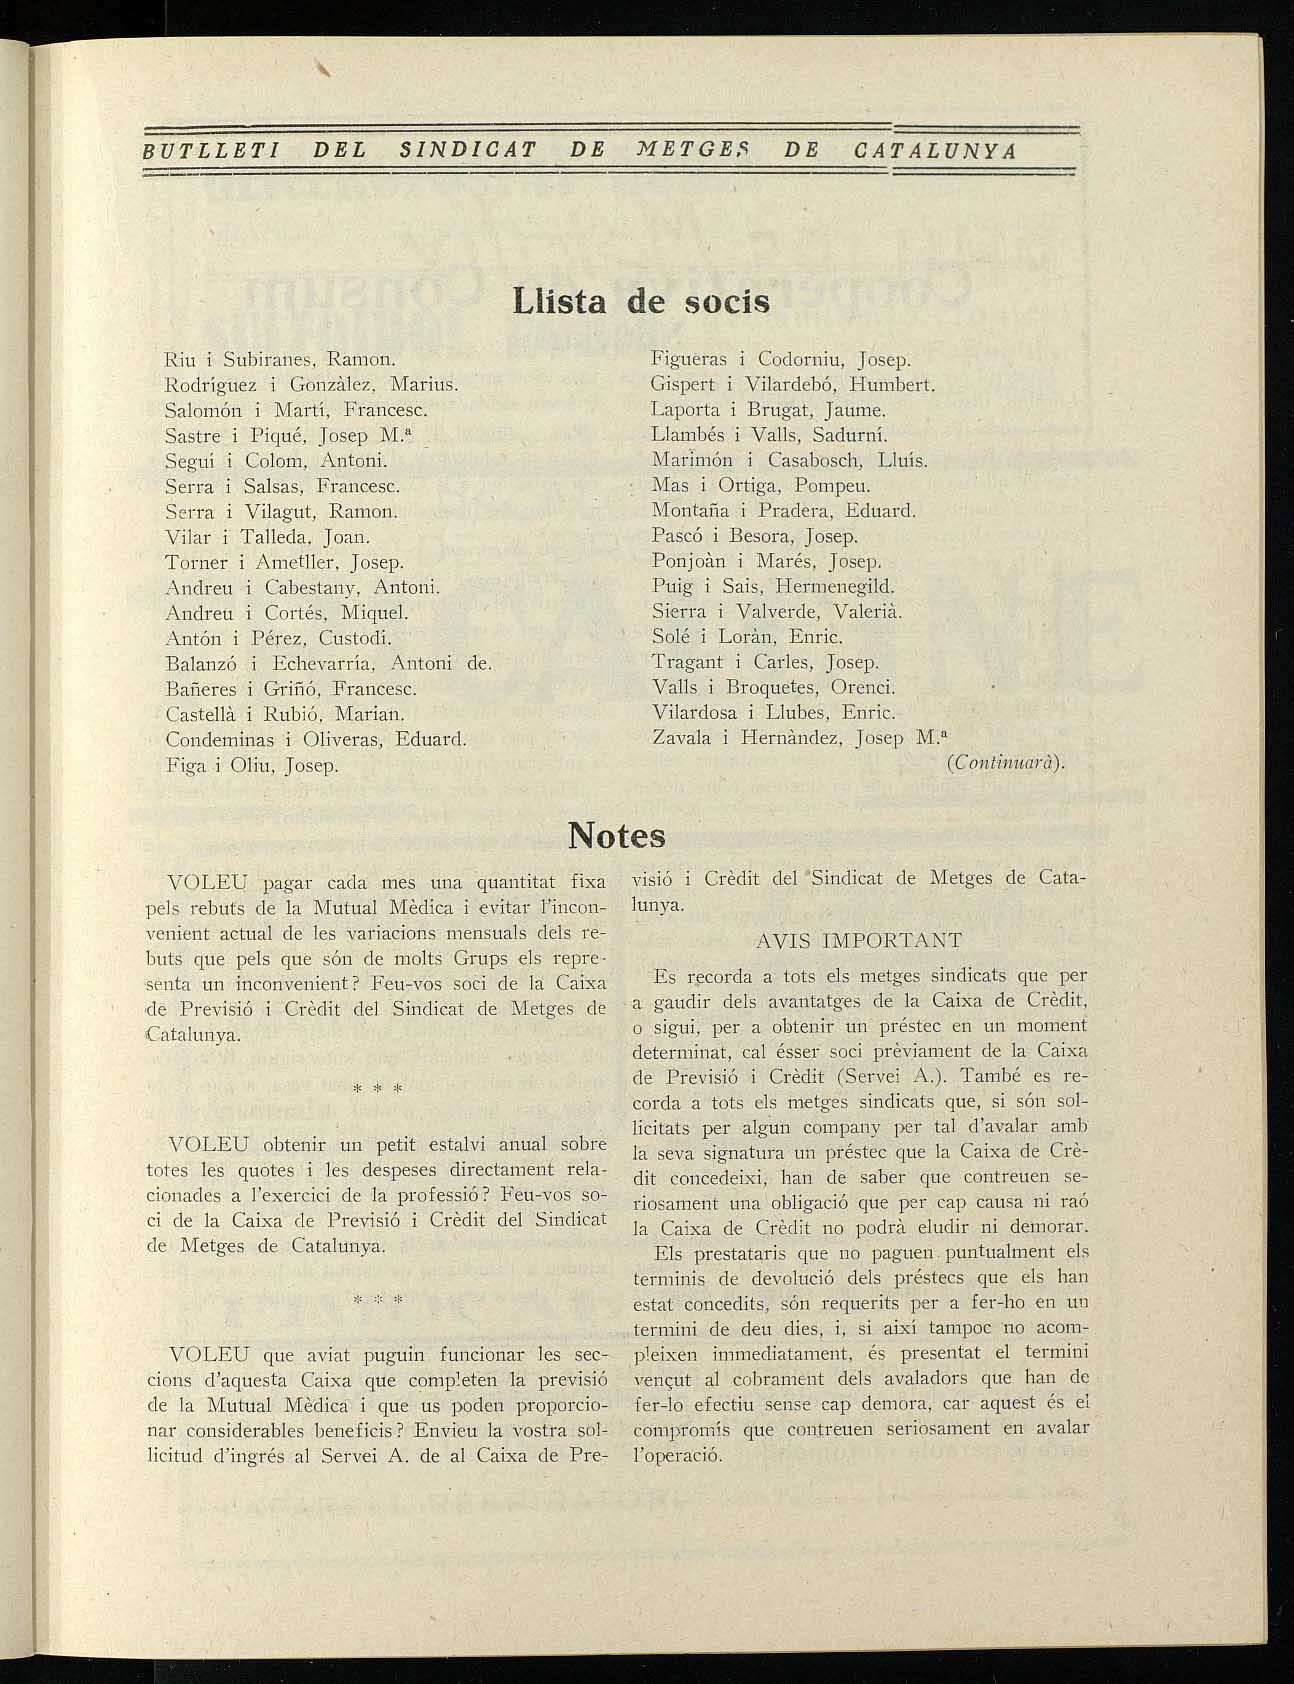 BUTLLETI DEL SINDICAT DE METGES DE CATALUNYA
Llista de socis
Riu i Subiranes, Ramon.
Rodríguez i Gonzàlez, Marius.
Salomón i Martí, Francesc.
Sastre i Piqué, Josep M.ª
Seguí i Colom, Antoni.
Serra i Salsas, Francesc.
Serra i Vilagut, Ramon.
Vilar i Talleda, Joan.
Torner i Ametller, Josep.
Andreu i Cabestany, Antoni.
Andreu i Cortés, Miquel.
Antón i Pérez, Custodi.
Balanzó i Echevarría, Antoni de.
Bañeres i Griñó, Francesc.
Castellà i Rubió, Marian.
Condeminas i Oliveras, Eduard.
Figa i Oliu, Josep.
Figueras i Codorniu, Josep.
Gispert i Vilardebó, Humbert.
Laporta i Brugat, Jaume.
Llambés i Valls, Sadurní.
Marimón i Casabosch, Lluís.
Mas i Ortiga, Pompeu.
Montaña i Pradera, Eduard.
Pascó i Besora, Josep.
Ponjoàn i Marés, Josep.
Puig i Sais, Hermenegild.
Sierra i Valverde, Valerià.
Solé i Loràn, Enric.
Tragant i Carles, Josep.
Valls i Broquetes, Orenci.
Vilardosa i Llubes, Enric.
Zavala i Hernàndez, Josep M.ª
(Continuarà).
Notes
VOLEU pagar cada mes una quantitat fixa
pels rebuts de la Mutual Mèdica i evitar l'incon-
venient actual de les variacions mensuals dels re-
buts que pels que són de molts Grups els repre-
senta un inconvenient? Feu-vos soci de la Caixa
de Previsió i Crèdit del Sindicat de Metges de
Catalunya.
* * *
VOLEU obtenir un petit estalvi anual sobre
totes les quotes i les despeses directament rela-
cionades a l'exercici de la professió? Feu-vos so-
ci de la Caixa de Previsió i Crèdit del Sindicat
de Metges de Catalunya.
* * *
VOLEU que aviat puguin funcionar les sec-
cions d'aquesta Caixa que completen la previsió
de la Mutual Mèdica i que us poden proporcio-
nar considerables beneficis? Envieu la vostra sol-
licitud d'ingrés al Servei A. de al Caixa de Pre-
visió i Crèdit del Sindicat de Metges de Cata-
lunya.
AVIS IMPORTANT
Es recorda a tots els metges sindicats que per
a gaudir dels avantatges de la Caixa de Crèdit,
o sigui, per a obtenir un préstec en un moment
determinat, cal ésser soci prèviament de la Caixa
de Previsió i Crèdit (Servei A.). També es re-
corda a tots els metges sindicats que, si són sol-
licitats per algun company per tal d'avalar amb
la seva signatura un préstec que la Caixa de Crè-
dit concedeixi, han de saber que contreuen se-
riosament una obligació que per cap causa ni raó
la Caixa de Crèdit no podrà eludir ni demorar.
Els prestataris que no paguen puntualment els
terminis de devolució dels préstecs que els han
estat concedits, són requerits per a fer-ho en un
termini de deu dies, i, si així tampoc no acom-
pleixen immediatament, és presentat el termini
vençut al cobrament dels avaladors que han de
fer-lo efectiu sense cap demora, car aquest és el
compromís que contreuen seriosament en avalar
l'operació.